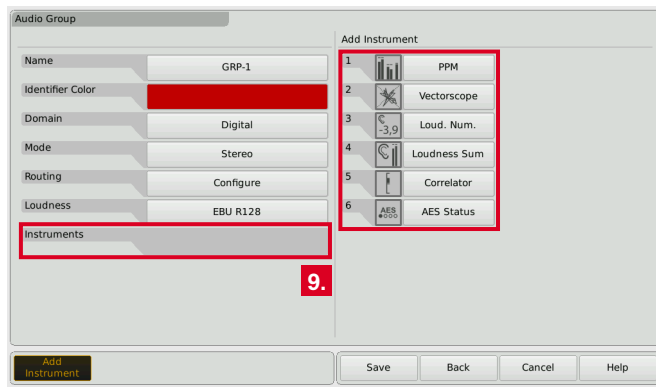 Audio Group
Name
GRP-1
Identifier Color
Domain
Digital
Mode
Stereo
Routing
Configure
Loudness
EBU R128
Instruments
9.
Add Instrument
1
PPM
2
Vectorscope
3
-3,9
Loud. Num.
4
Loudness Sum
5
Correlator
6
AES
AES Status
Add
Instrument
Save
Back
Cancel
Help